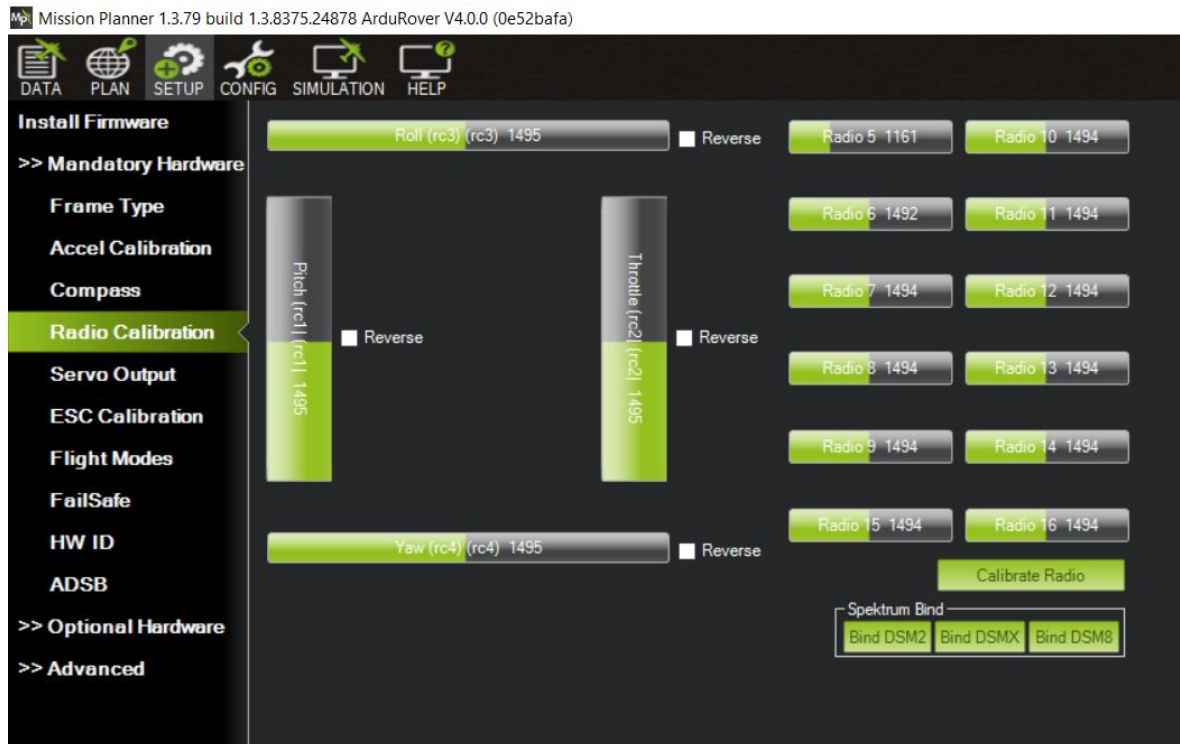 Mission Planner 1.3.79 build 1.3.8375.24878 ArduRover V4.0.0 (0e52bafa)
DATA PLAN SETUP CONFIG SIMULATION HELP
Install Firmware
>> Mandatory Hardware
Frame Type
Accel Calibration
Compass
Radio Calibration
Servo Output
ESC Calibration
Flight Modes
FailSafe
HW ID
ADSB
>> Optional Hardware
>> Advanced
Roll (rc3) (rc3) 1495
Reverse
Pitch (rc1) (rc1) 1495
Reverse
Throttle (rc2) (rc2) 1495
Reverse
Yaw (rc4) (rc4) 1495
Reverse
Radio 5 1161
Radio 10 1494
Radio 6 1492
Radio 11 1494
Radio 7 1494
Radio 12 1494
Radio 8 1494
Radio 13 1494
Radio 9 1494
Radio 14 1494
Radio 15 1494
Radio 16 1494
Calibrate Radio
Spektrum Bind
Bind DSM2 Bind DSMX Bind DSM8